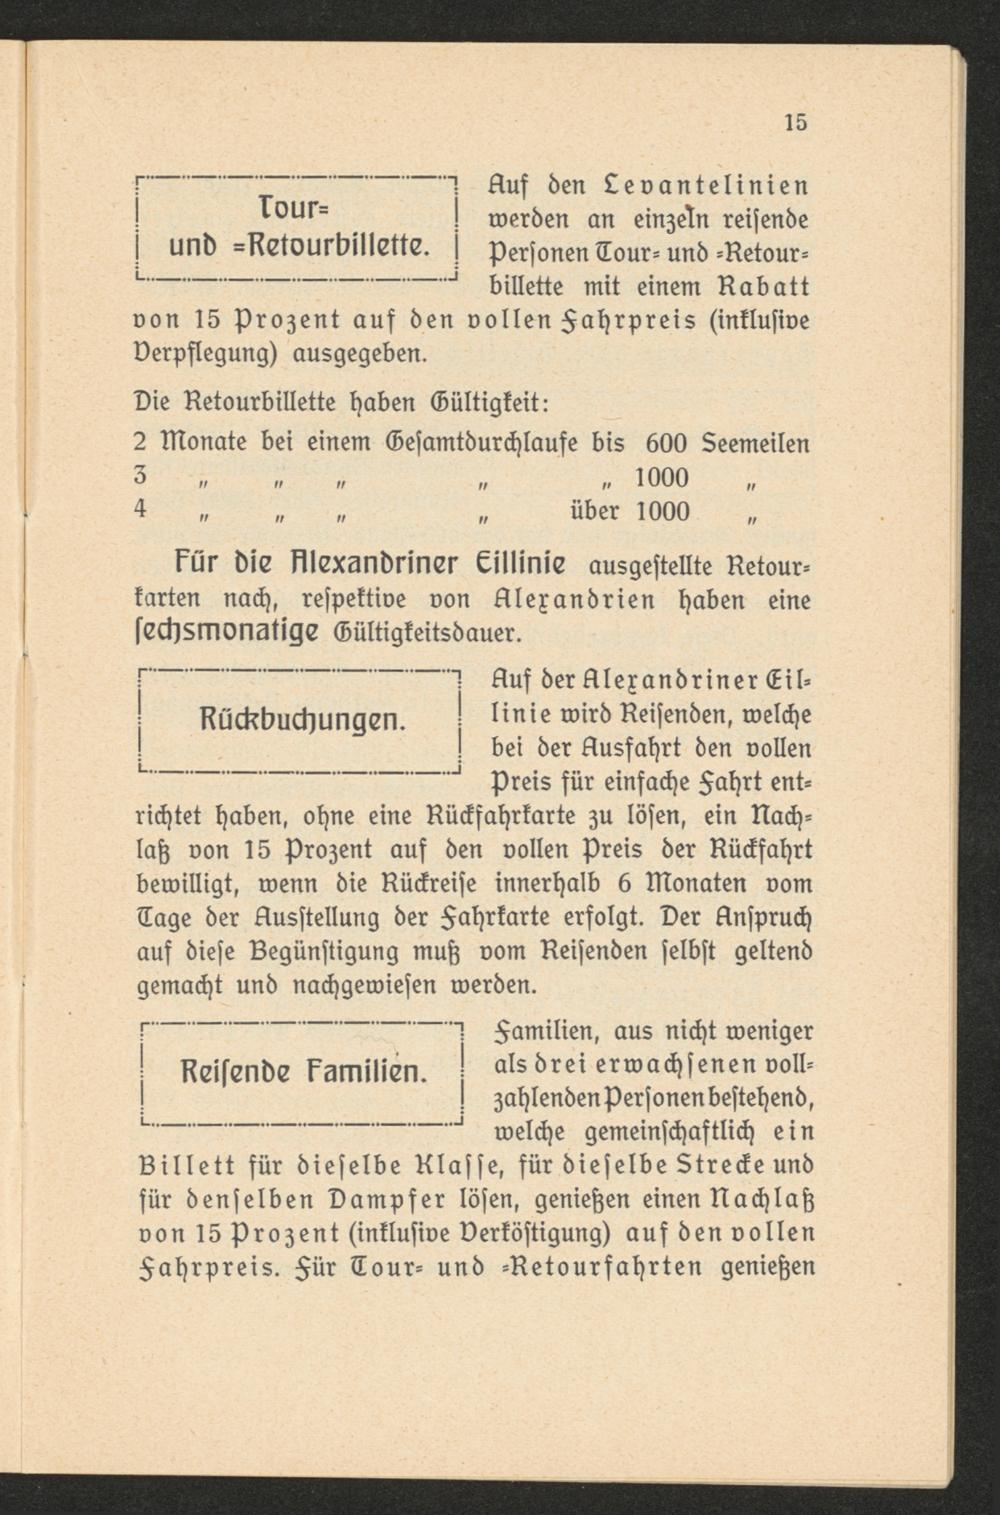 15
Tour-
und -Retourbillette.
Auf den Levantelinien
werden an einzeln reisende
Personen Tour- und -Retour-
billette mit einem Rabatt
von 15 Prozent auf den vollen Fahrpreis (inklusive
Verpflegung) ausgegeben.
Die Retourbillette haben Gültigkeit:
2 Monate bei einem Gesamtdurchlaufe bis 600 Seemeilen
3 „ „ „ „ „ 1000 „
4 „ „ „ „ über 1000 „
Für die Alexandriner Eillinie ausgestellte Retour-
karten nach, respektive von Alexandrien haben eine
sechsmonatige Gültigkeitsdauer.
Rückbuchungen.
Auf der Alexandriner Eil-
linie wird Reisenden, welche
bei der Ausfahrt den vollen
Preis für einfache Fahrt ent-
richtet haben, ohne eine Rückfahrkarte zu lösen, ein Nach-
laß von 15 Prozent auf den vollen Preis der Rückfahrt
bewilligt, wenn die Rückreise innerhalb 6 Monaten vom
Tage der Ausstellung der Fahrkarte erfolgt. Der Anspruch
auf diese Begünstigung muß vom Reisenden selbst geltend
gemacht und nachgewiesen werden.
Reisende Familien.
Familien, aus nicht weniger
als drei erwachsenen voll-
zahlenden Personen bestehend,
welche gemeinschaftlich ein
Billett für dieselbe Klasse, für dieselbe Strecke und
für denselben Dampfer lösen, genießen einen Nachlaß
von 15 Prozent (inklusive Verköstigung) auf den vollen
Fahrpreis. Für Tour- und -Retourfahrten genießen